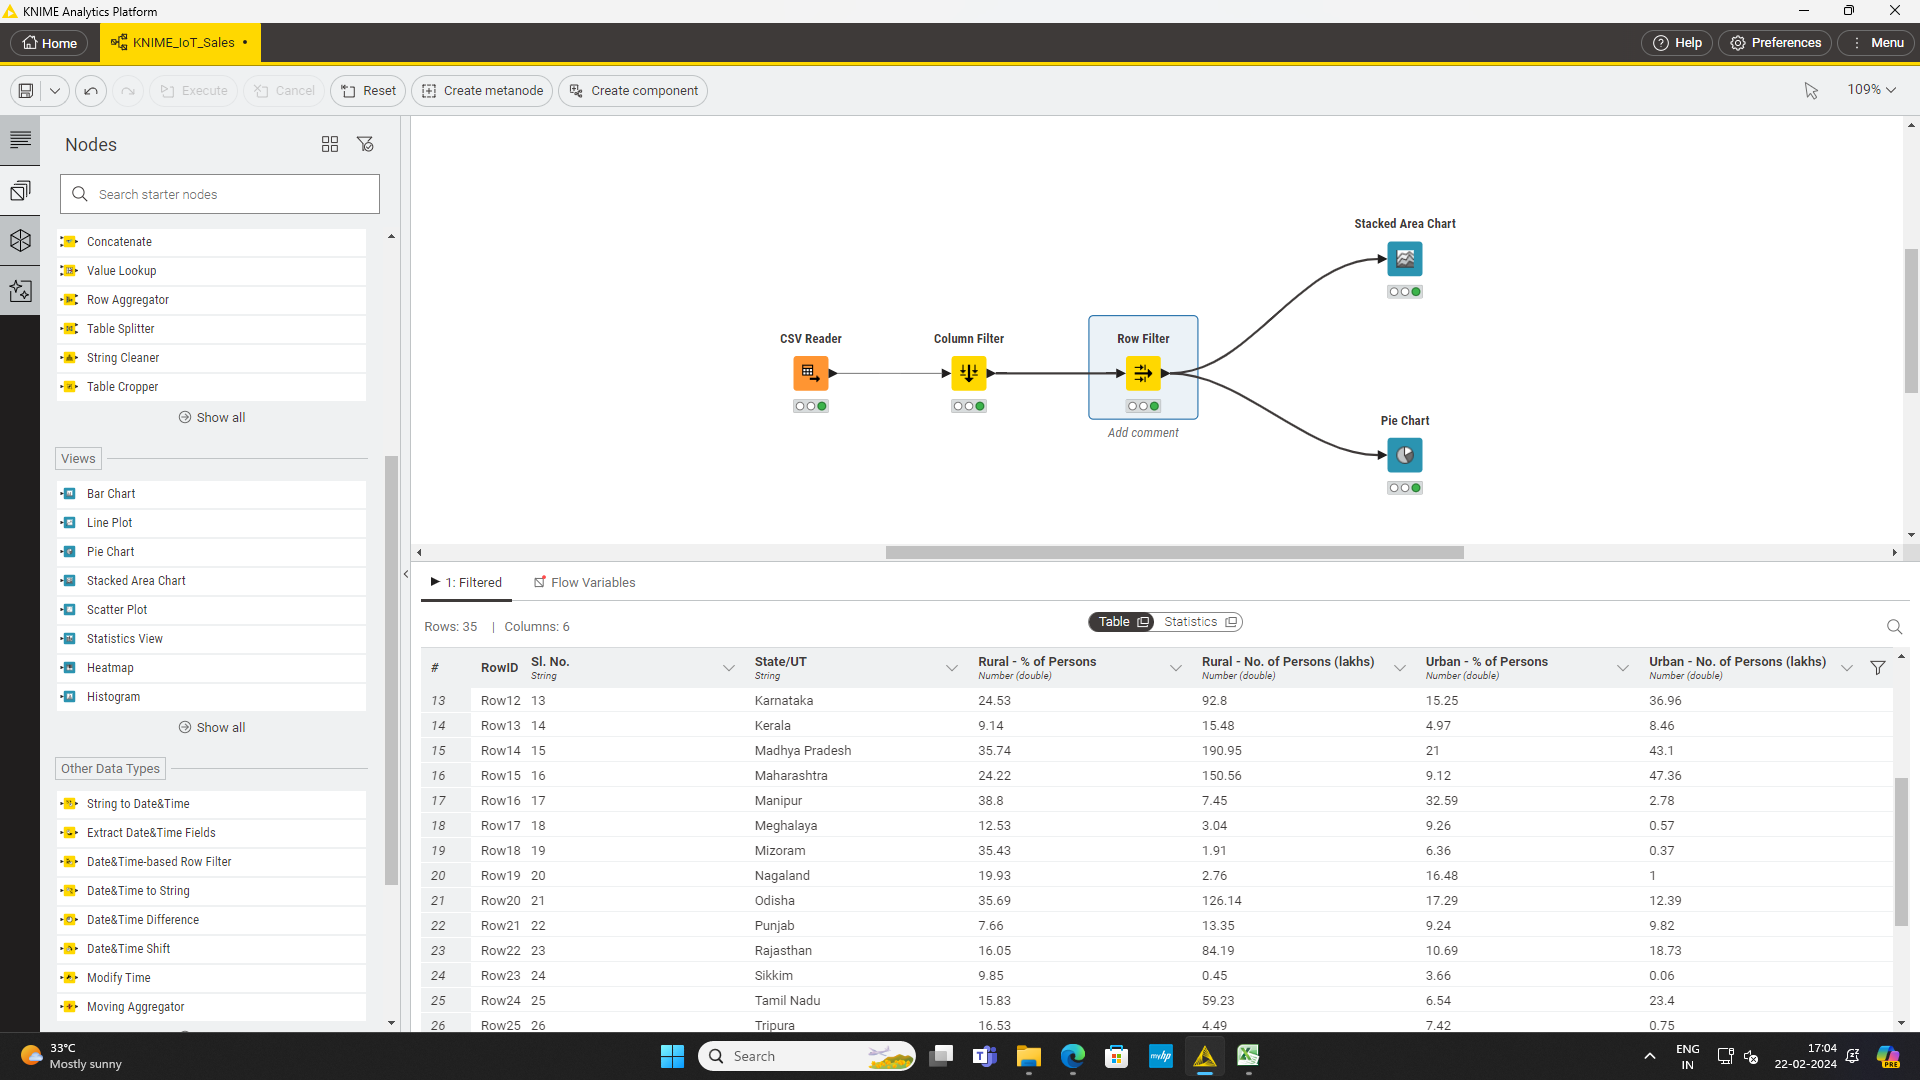 KNIME Analytics Platform
Home
KNIME_IoT_Sales •
Help
Preferences
Menu
Execute
Cancel
Reset
Create metanode
Create component
109%
Nodes
Search starter nodes
Concatenate
Value Lookup
Row Aggregator
Table Splitter
String Cleaner
Table Cropper
Show all
Views
Bar Chart
Line Plot
Pie Chart
Stacked Area Chart
Scatter Plot
Statistics View
Heatmap
Histogram
Show all
Other Data Types
String to Date&Time
Extract Date&Time Fields
Date&Time-based Row Filter
Date&Time to String
Date&Time Difference
Date&Time Shift
Modify Time
Moving Aggregator
Stacked Area Chart
CSV Reader
Column Filter
Row Filter
Add comment
Pie Chart
1: Filtered
Flow Variables
Rows: 35 | Columns: 6
Table
Statistics
# RowID Sl. No. State/UT Rural - % of Persons Rural - No. of Persons (lakhs) Urban - % of Persons Urban - No. of Persons (lakhs)
String String Number (double) Number (double) Number (double) Number (double)
13 Row12 13 Karnataka 24.53 92.8 15.25 36.96
14 Row13 14 Kerala 9.14 15.48 4.97 8.46
15 Row14 15 Madhya Pradesh 35.74 190.95 21 43.1
16 Row15 16 Maharashtra 24.22 150.56 9.12 47.36
17 Row16 17 Manipur 38.8 7.45 32.59 2.78
18 Row17 18 Meghalaya 12.53 3.04 9.26 0.57
19 Row18 19 Mizoram 35.43 1.91 6.36 0.37
20 Row19 20 Nagaland 19.93 2.76 16.48 1
21 Row20 21 Odisha 35.69 126.14 17.29 12.39
22 Row21 22 Punjab 7.66 13.35 9.24 9.82
23 Row22 23 Rajasthan 16.05 84.19 10.69 18.73
24 Row23 24 Sikkim 9.85 0.45 3.66 0.06
25 Row24 25 Tamil Nadu 15.83 59.23 6.54 23.4
26 Row25 26 Tripura 16.53 4.49 7.42 0.75
33°C
Mostly sunny
Search
myhp
ENG
IN
17:04
22-02-2024
PRE